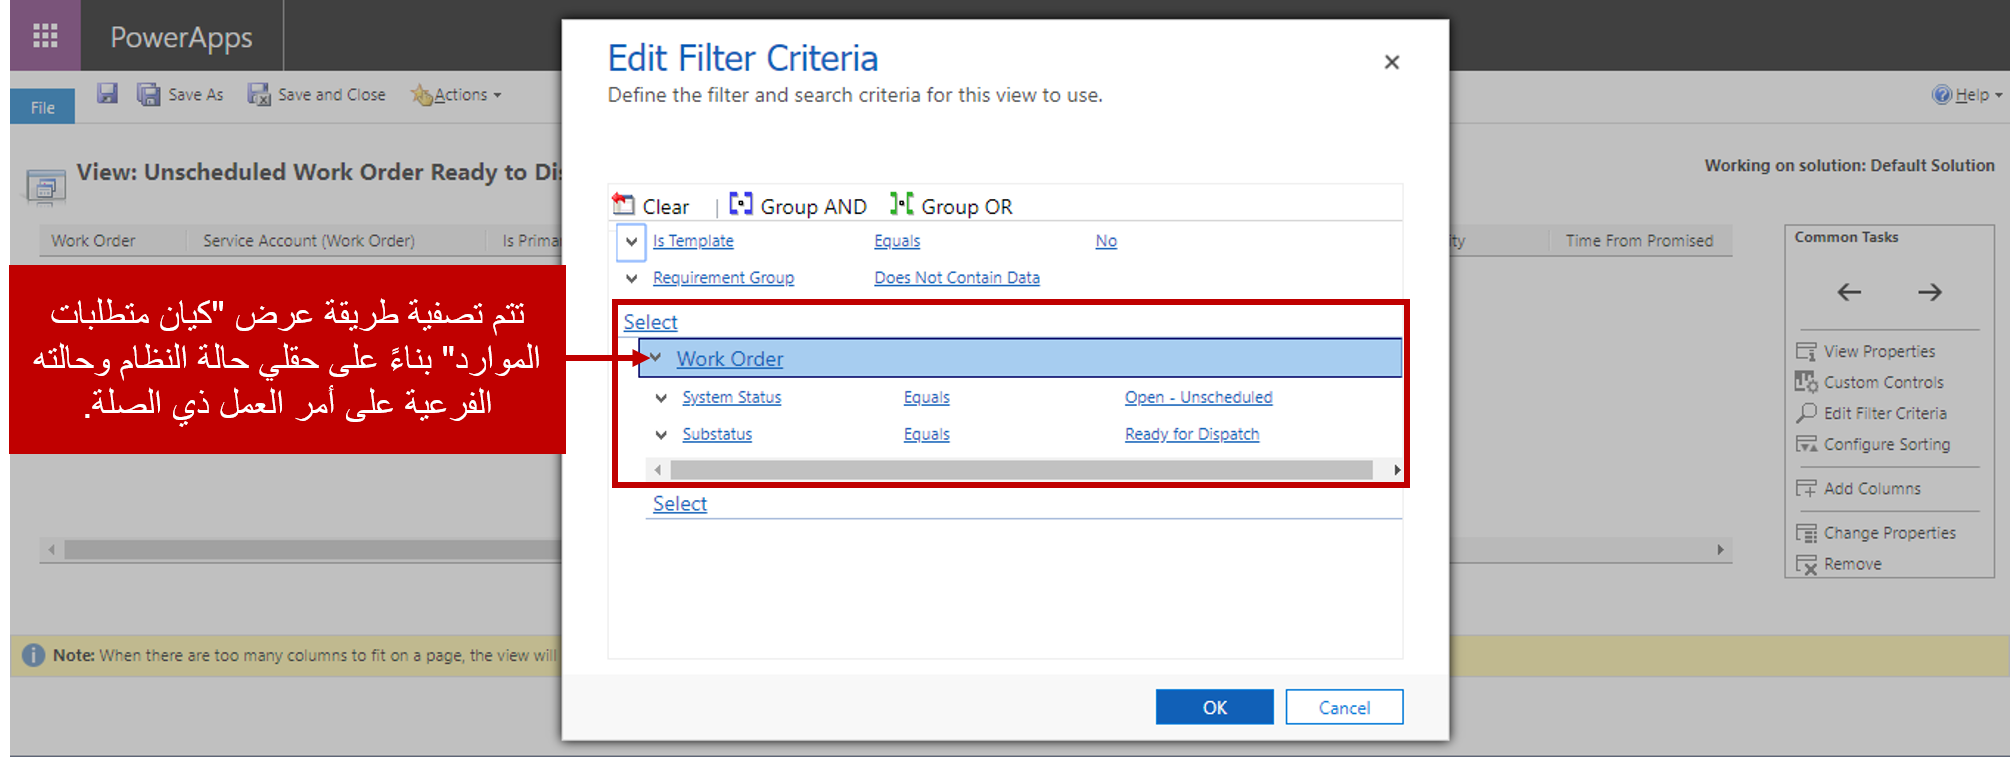 PowerApps
File
Save As
Save and Close
Actions
Help
View: Unscheduled Work Order Ready to Dis
Working on solution: Default Solution
Work Order
Service Account (Work Order)
Is Prima
ty
Time From Promised
تتم تصفية طريقة عرض "كيان متطلبات
الموارد" بناءً على حقلي حالة النظام وحالته
الفرعية على أمر العمل ذي الصلة.
Edit Filter Criteria
Define the filter and search criteria for this view to use.
Clear | Group AND Group OR
Is Template Equals No
Requirement Group Does Not Contain Data
Select
Work Order
System Status Equals Open - Unscheduled
Substatus Equals Ready for Dispatch
Select
OK
Cancel
Common Tasks
View Properties
Custom Controls
Edit Filter Criteria
Configure Sorting
Add Columns
Change Properties
Remove
Note: When there are too many columns to fit on a page, the view will